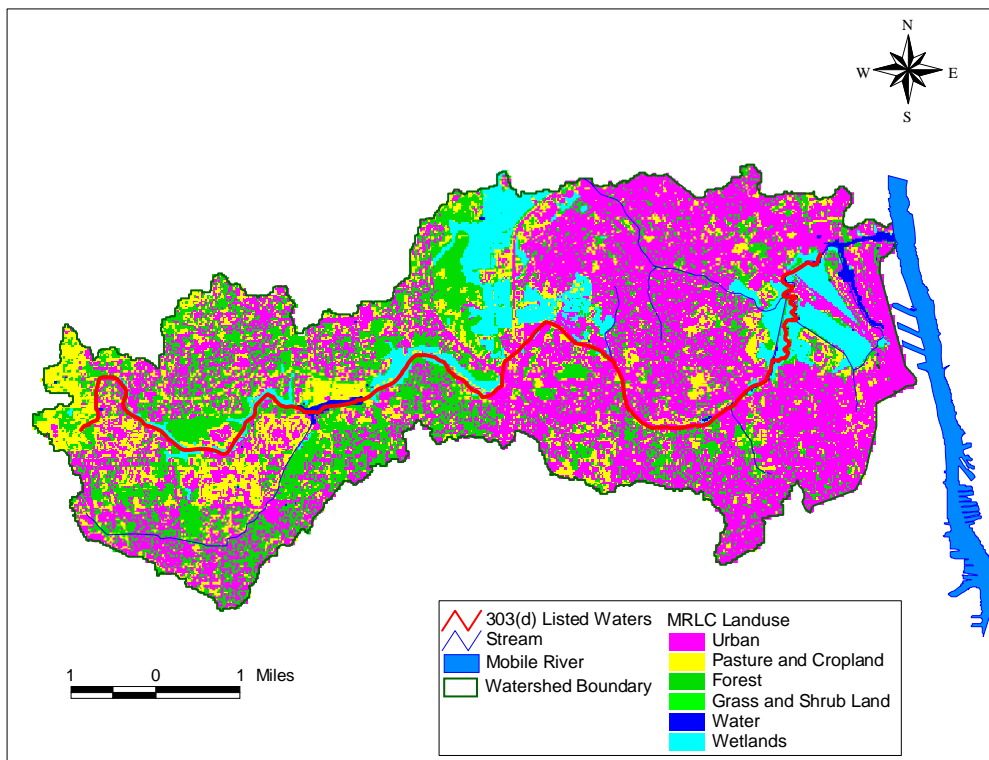 N
W E
S
1 0 1 Miles
303(d) Listed Waters
Stream
Mobile River
Watershed Boundary
MRLC Landuse
Urban
Pasture and Cropland
Forest
Grass and Shrub Land
Water
Wetlands